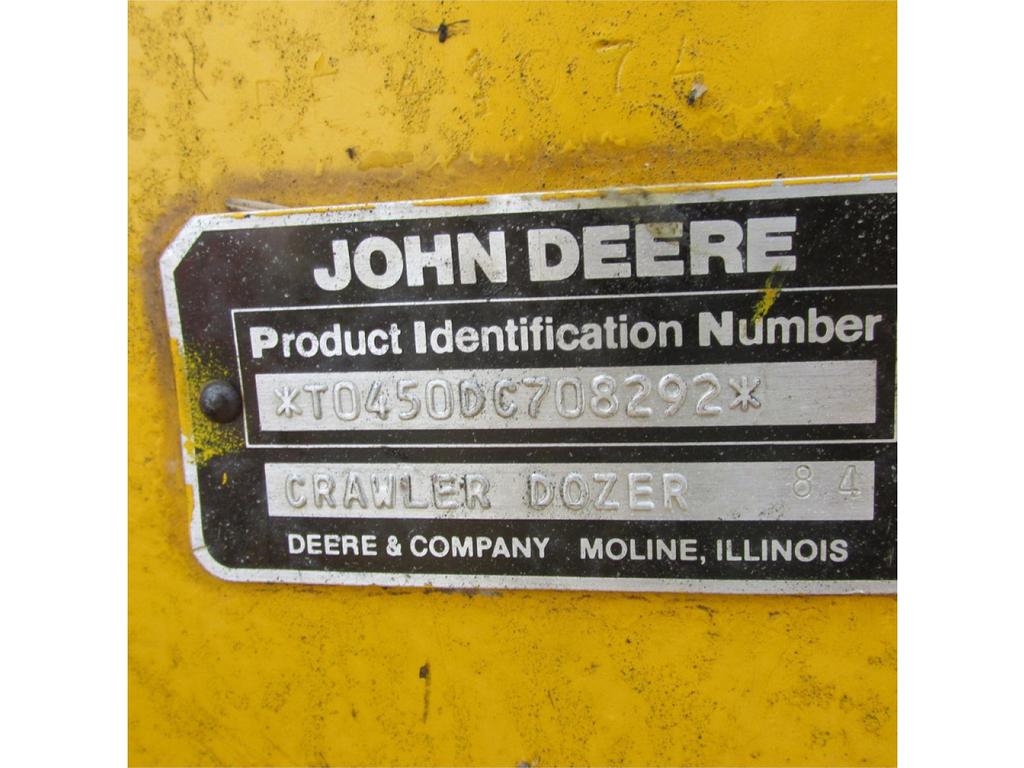 JOHN DEERE
Product Identification Number
*T0450DC708292*
CRAWLER DOZER 84
DEERE & COMPANY MOLINE, ILLINOIS